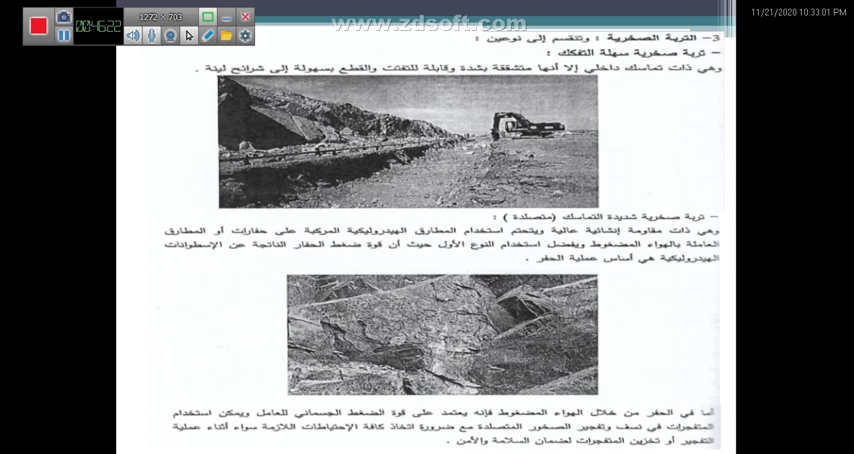 1272 × 703
00:46:22
www.zdsoft.com
11/21/2020 10:33:01 PM
3- التربة الصخرية : وتنقسم إلى نوعين :
- تربة صخرية سهلة التفكك :
وهي ذات تماسك داخلي إلا أنها متشققة بشدة وقابلة للتفتت والقطع بسهولة إلى شرائح لينة .
- تربة صخرية شديدة التماسك (متصلدة ) :
وهي ذات مقاومة إنشائية عالية ويتحتم استخدام المطارق الهيدروليكية المركبة على حفارات أو المطارق
العاملة بالهواء المضغوط ويفضل استخدام النوع الأول حيث أن قوة ضغط الحفار الناتجة عن الإسطوانات
الهيدروليكية هي أساس عملية الحفر .
أما في الحفر من خلال الهواء المضغوط فإنه يعتمد على قوة الضغط الجسماني للعامل ويمكن استخدام
المتفجرات في نسف وتفجير الصخور المتصلدة مع ضرورة اتخاذ كافة الإحتياطات اللازمة سواء أثناء عملية
التفجير أو تخزين المتفجرات لضمان السلامة والأمن .